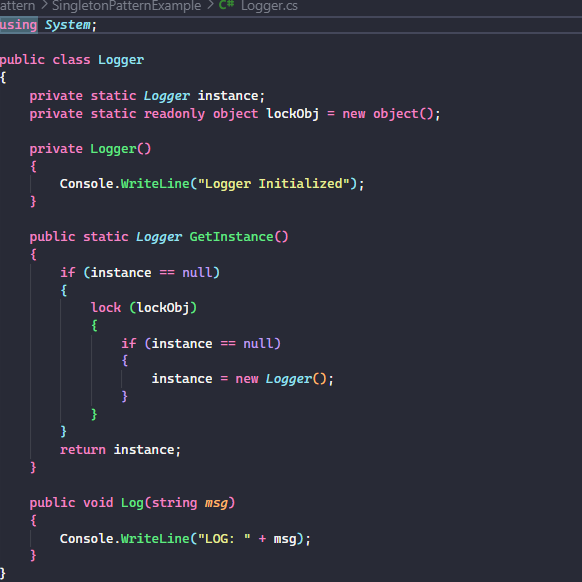 attern > SingletonPatternExample > C# Logger.cs
using System;
public class Logger
{
    private static Logger instance;
    private static readonly object lockObj = new object();
    private Logger()
    {
        Console.WriteLine("Logger Initialized");
    }
    public static Logger GetInstance()
    {
        if (instance == null)
        {
            lock (lockObj)
            {
                if (instance == null)
                {
                    instance = new Logger();
                }
            }
        }
        return instance;
    }
    public void Log(string msg)
    {
        Console.WriteLine("LOG: " + msg);
    }
}